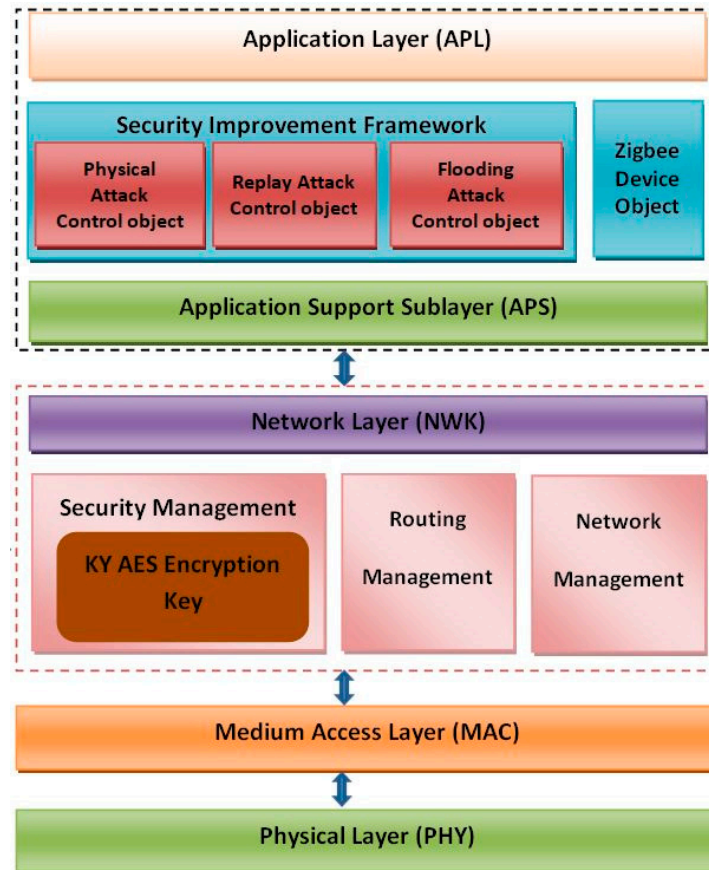 Application Layer (APL)
Security Improvement Framework
Physical
Attack
Control object
Replay Attack
Control object
Flooding
Attack
Control object
Zigbee
Device
Object
Application Support Sublayer (APS)
Network Layer (NWK)
Security Management
KY AES Encryption
Key
Routing
Management
Network
Management
Medium Access Layer (MAC)
Physical Layer (PHY)